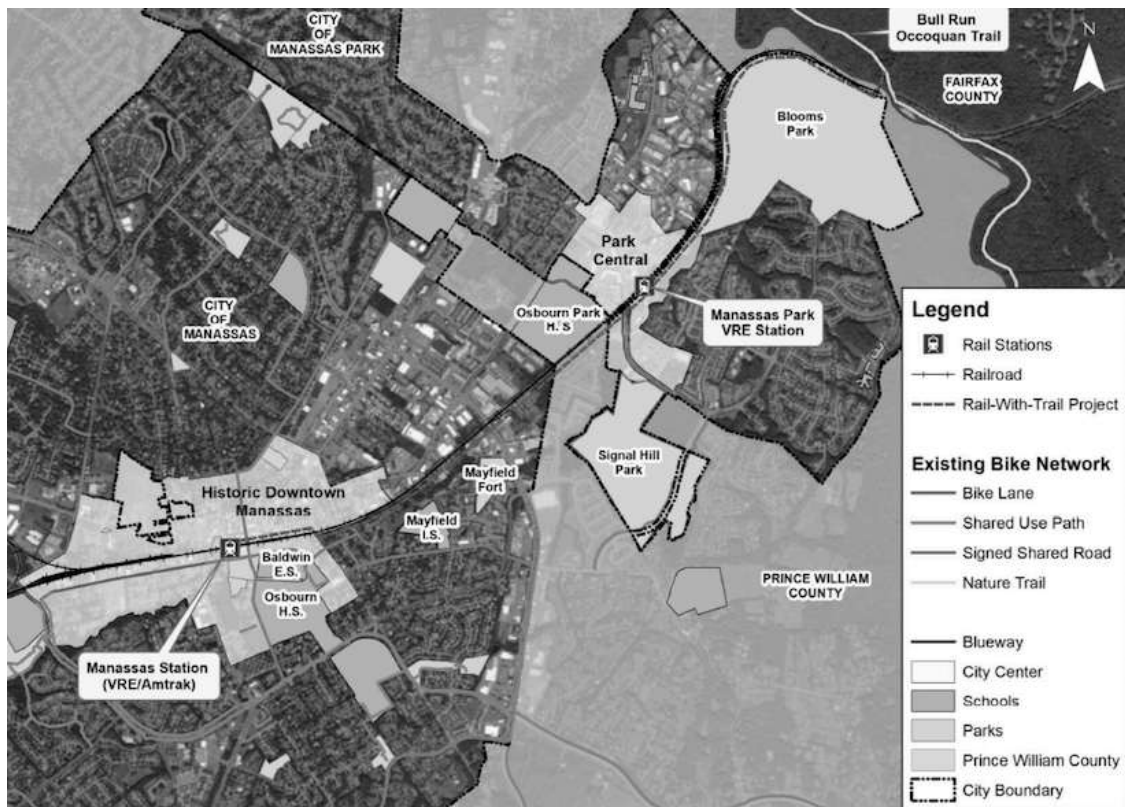 CITY
OF
MANASSAS PARK
Bull Run
Occoquan Trail
N
FAIRFAX
COUNTY
Blooms
Park
Park
Central
CITY
OF
MANASSAS
Osbourn Park
H. S
Manassas Park
VRE Station
Signal Hill
Park
Mayfield
Fort
Historic Downtown
Manassas
Mayfield
I.S.
Baldwin
E.S.
Osbourn
H.S.
PRINCE WILLIAM
COUNTY
Manassas Station
(VRE/Amtrak)
Legend
Rail Stations
Railroad
Rail-With-Trail Project
Existing Bike Network
Bike Lane
Shared Use Path
Signed Shared Road
Nature Trail
Blueway
City Center
Schools
Parks
Prince William County
City Boundary